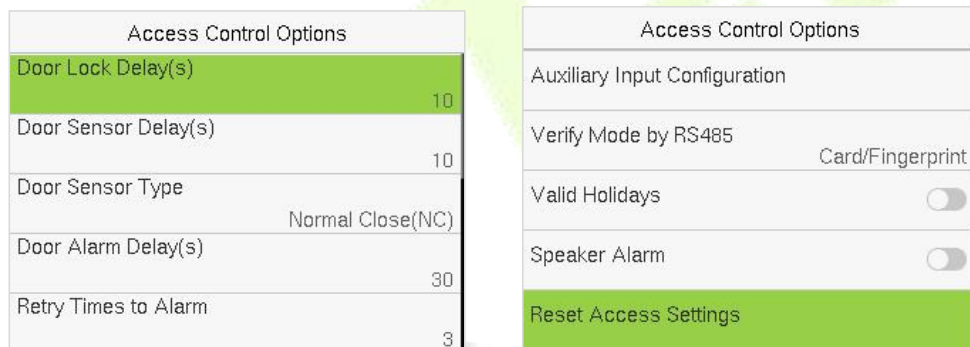 Access Control Options
Door Lock Delay(s)
10
Door Sensor Delay(s)
10
Door Sensor Type
Normal Close(NC)
Door Alarm Delay(s)
30
Retry Times to Alarm
3
Access Control Options
Auxiliary Input Configuration
Verify Mode by RS485
Card/Fingerprint
Valid Holidays
Speaker Alarm
Reset Access Settings